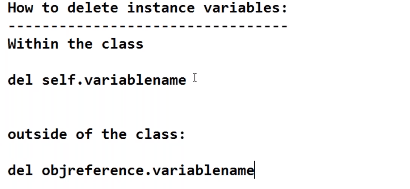 How to delete instance variables:
---------------------------------
Within the class
del self.variablename
outside of the class:
del objreference.variablename